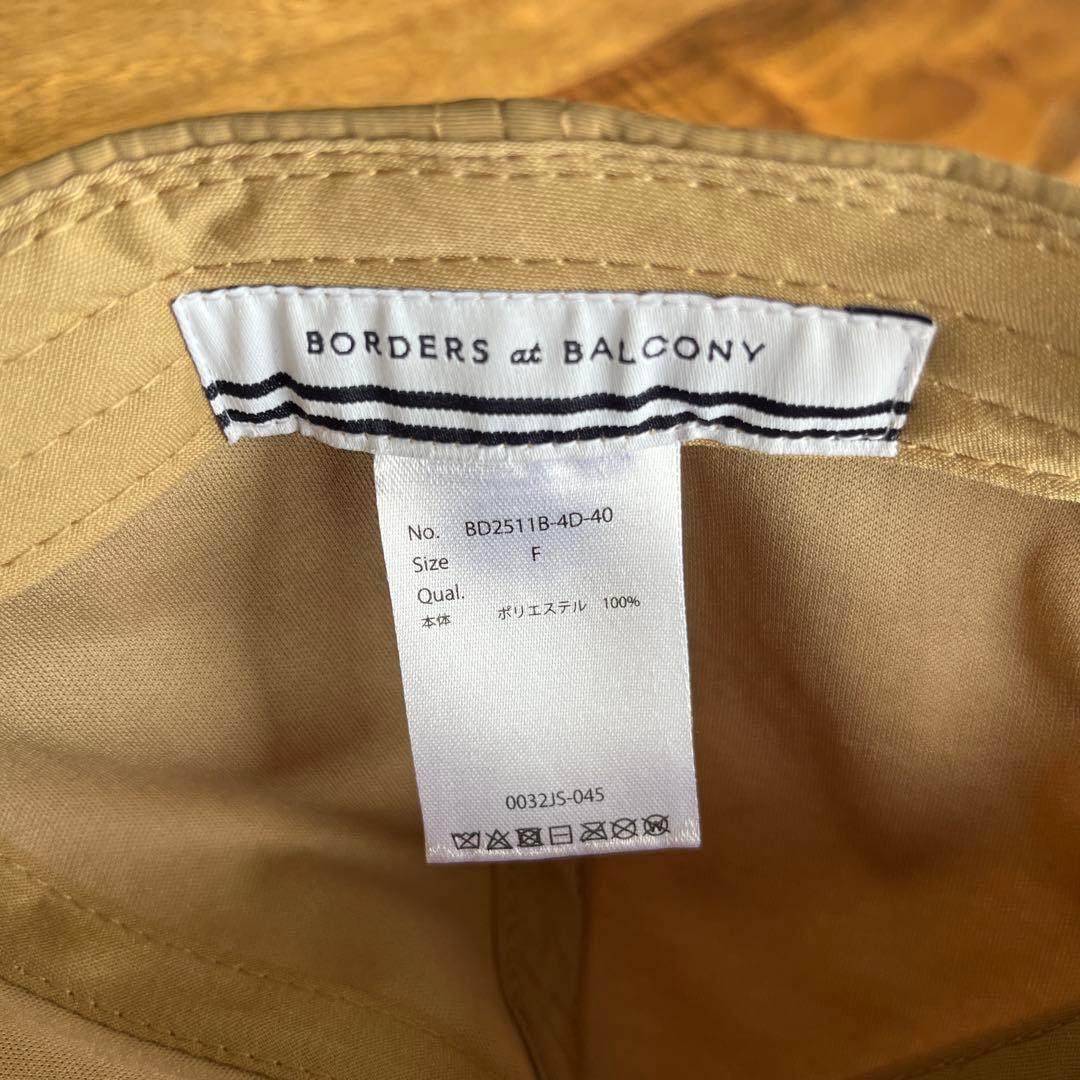 BORDERS at BALCONY
No. BD2511B-4D-40
Size F
Qual.
本体 ポリエステル 100%
0032JS-045